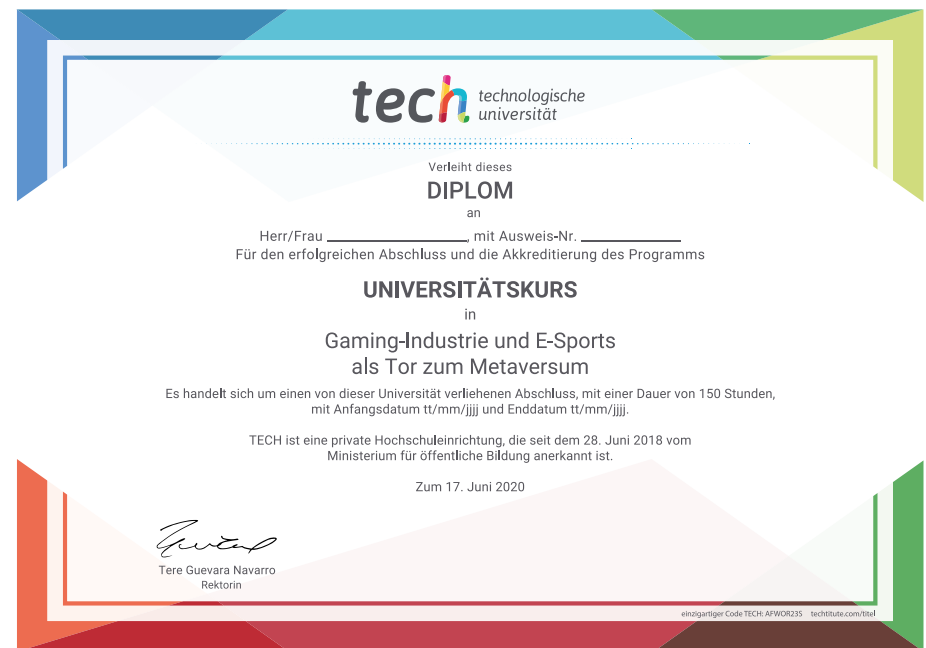 tech technologische
universität
Verleiht dieses
DIPLOM
an
Herr/Frau ____________, mit Ausweis-Nr. ____________
Für den erfolgreichen Abschluss und die Akkreditierung des Programms
UNIVERSITÄTSKURS
in
Gaming-Industrie und E-Sports
als Tor zum Metaversum
Es handelt sich um einen von dieser Universität verliehenen Abschluss, mit einer Dauer von 150 Stunden,
mit Anfangsdatum tt/mm/jjjj und Enddatum tt/mm/jjjj.
TECH ist eine private Hochschuleinrichtung, die seit dem 28. Juni 2018 vom
Ministerium für öffentliche Bildung anerkannt ist.
Zum 17. Juni 2020
Tere Guevara Navarro
Rektorin
einzigartiger Code TECH: AFWOR235 techtitute.com/titel